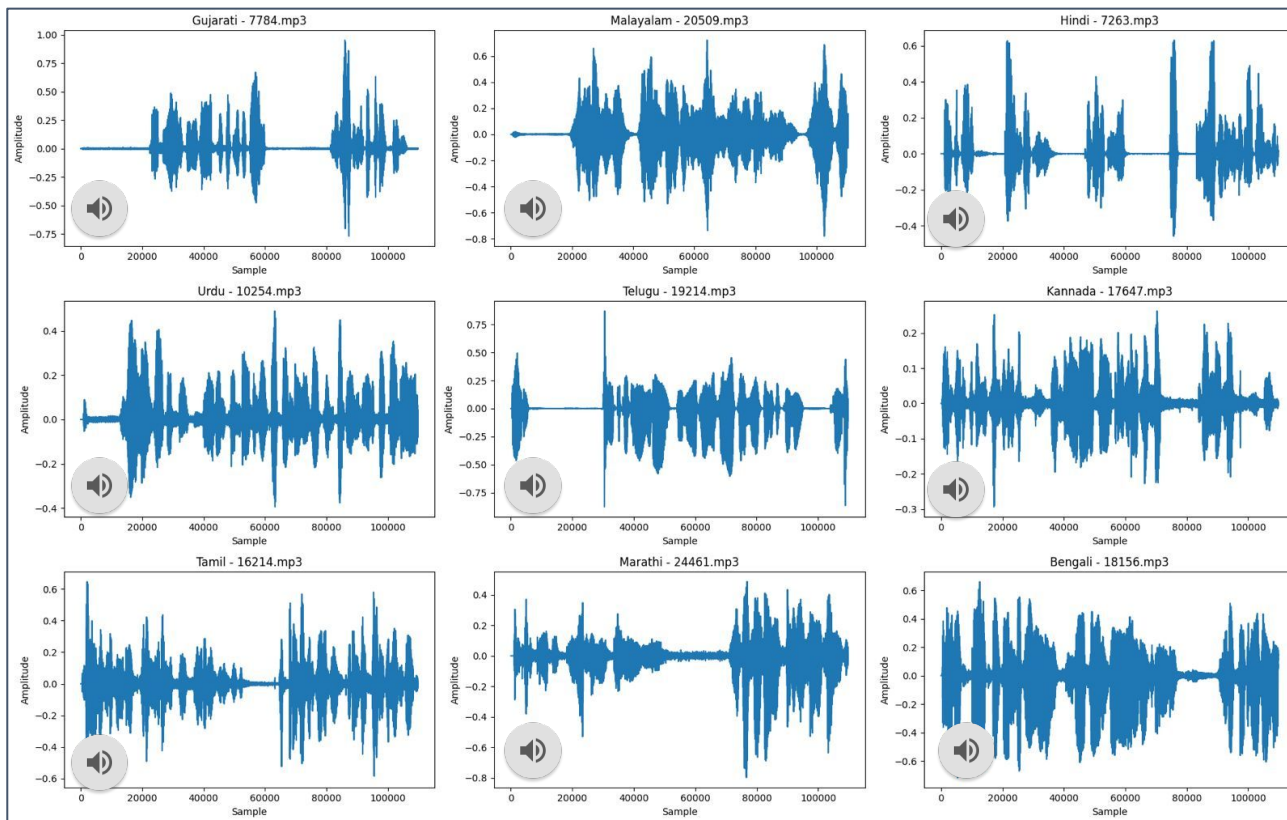 Gujarati - 7784.mp3
1.00
0.75
0.50
0.25
0.00
−0.25
−0.50
−0.75
Amplitude
0 20000 40000 60000 80000 100000
Sample
Malayalam - 20509.mp3
0.6
0.4
0.2
0.0
−0.2
−0.4
−0.6
−0.8
Amplitude
0 20000 40000 60000 80000 100000
Sample
Hindi - 7263.mp3
0.6
0.4
0.2
0.0
−0.2
−0.4
Amplitude
0 20000 40000 60000 80000 100000
Sample
Urdu - 10254.mp3
0.4
0.2
0.0
−0.2
−0.4
Amplitude
0 20000 40000 60000 80000 100000
Sample
Telugu - 19214.mp3
0.75
0.50
0.25
0.00
−0.25
−0.50
−0.75
Amplitude
0 20000 40000 60000 80000 100000
Sample
Kannada - 17647.mp3
0.2
0.1
0.0
−0.1
−0.2
−0.3
Amplitude
0 20000 40000 60000 80000 100000
Sample
Tamil - 16214.mp3
0.6
0.4
0.2
0.0
−0.2
−0.4
−0.6
Amplitude
0 20000 40000 60000 80000 100000
Sample
Marathi - 24461.mp3
0.4
0.2
0.0
−0.2
−0.4
−0.6
−0.8
Amplitude
0 20000 40000 60000 80000 100000
Sample
Bengali - 18156.mp3
0.6
0.4
0.2
0.0
−0.2
−0.4
−0.6
Amplitude
0 20000 40000 60000 80000 100000
Sample